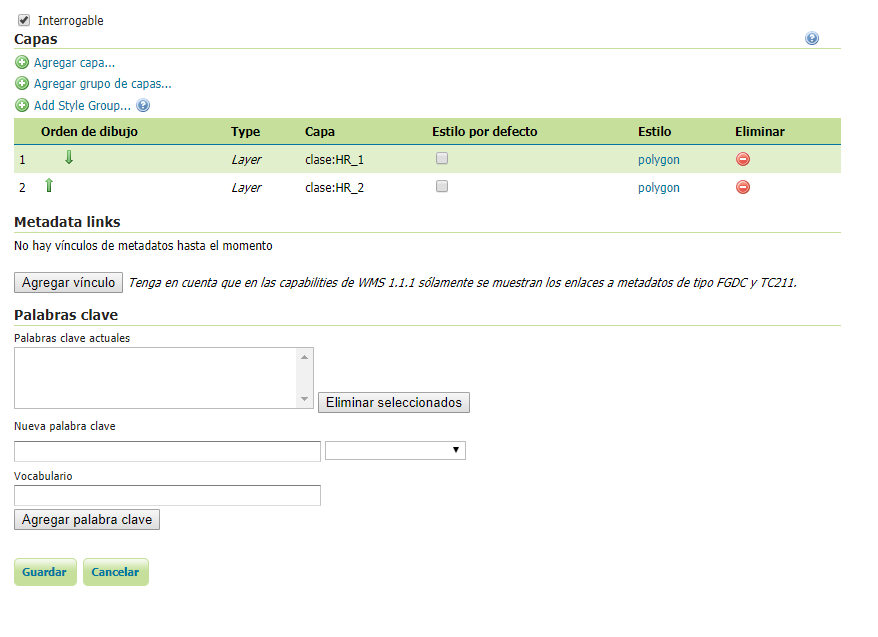 Interrogable
Capas
Agregar capa...
Agregar grupo de capas...
Add Style Group...
Orden de dibujo Type Capa Estilo por defecto Estilo Eliminar
1 Layer clase:HR_1 polygon
2 Layer clase:HR_2 polygon
Metadata links
No hay vínculos de metadatos hasta el momento
Agregar vínculo Tenga en cuenta que en las capabilities de WMS 1.1.1 sólamente se muestran los enlaces a metadatos de tipo FGDC y TC211.
Palabras clave
Palabras clave actuales
Eliminar seleccionados
Nueva palabra clave
Vocabulario
Agregar palabra clave
Guardar Cancelar